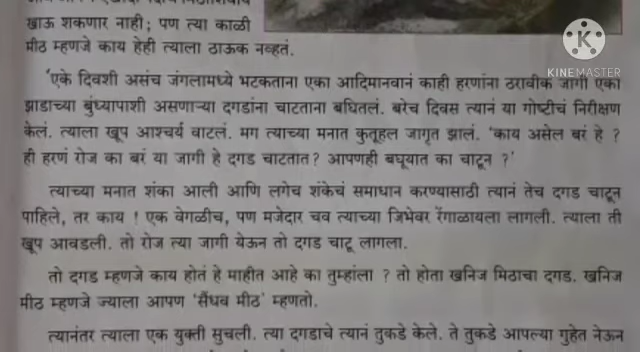 खाऊ शकणार नाही; पण त्या काळी
मीठ म्हणजे काय हेही त्याला ठाऊक नव्हतं.
KINEMASTER
'एके दिवशी असंच जंगलामध्ये भटकताना एका आदिमानवानं काही हरणांना ठरावीक जागी एका
झाडाच्या बुंध्यापाशी असणाऱ्या दगडांना चाटताना बघितलं. बरेच दिवस त्यानं या गोष्टीचं निरीक्षण
केलं. त्याला खूप आश्चर्य वाटलं. मग त्याच्या मनात कुतूहल जागृत झालं. 'काय असेल बरं हे ?
ही हरणं रोज का बरं या जागी हे दगड चाटतात? आपणही बघूयात का चाटून ?'
त्याच्या मनात शंका आली आणि लगेच शंकेचं समाधान करण्यासाठी त्यानं तेच दगड चाटून
पाहिले, तर काय ! एक वेगळीच, पण मजेदार चव त्याच्या जिभेवर रेंगाळायला लागली. त्याला ती
खूप आवडली. तो रोज त्या जागी येऊन तो दगड चाटू लागला.
तो दगड म्हणजे काय होतं हे माहीत आहे का तुम्हांला ? तो होता खनिज मिठाचा दगड. खनिज
मीठ म्हणजे ज्याला आपण 'सैंधव मीठ' म्हणतो.
त्यानंतर त्याला एक युक्ती सुचली. त्या दगडाचे त्यानं तुकडे केले. ते तुकडे आपल्या गुहेत नेऊन